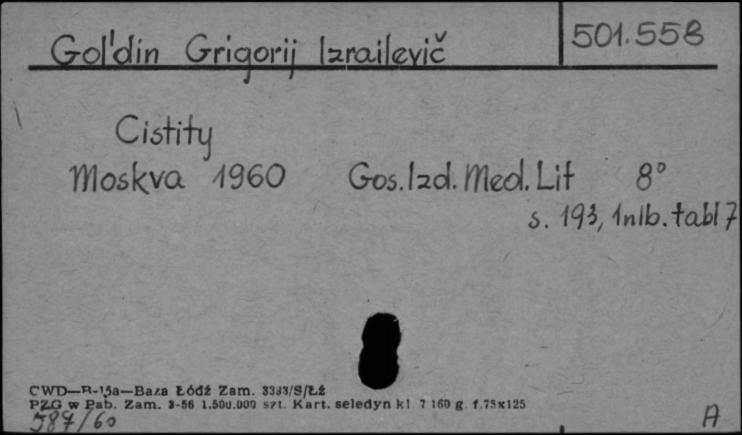 Gol'din Grigorij Izrailevič
501.558
Cistity
Moskva 1960 Gos.Izd.Med.Lit 8°
s. 193, 1nlb. tabl 7
CWD—B-15a—Baza Łódź Zam. 3393/S/Łź
PZG w Pab. Zam. 3-56 1.500.000 szt. Kart. seledyn kl 7 160 g. f.75x125
587/60 A